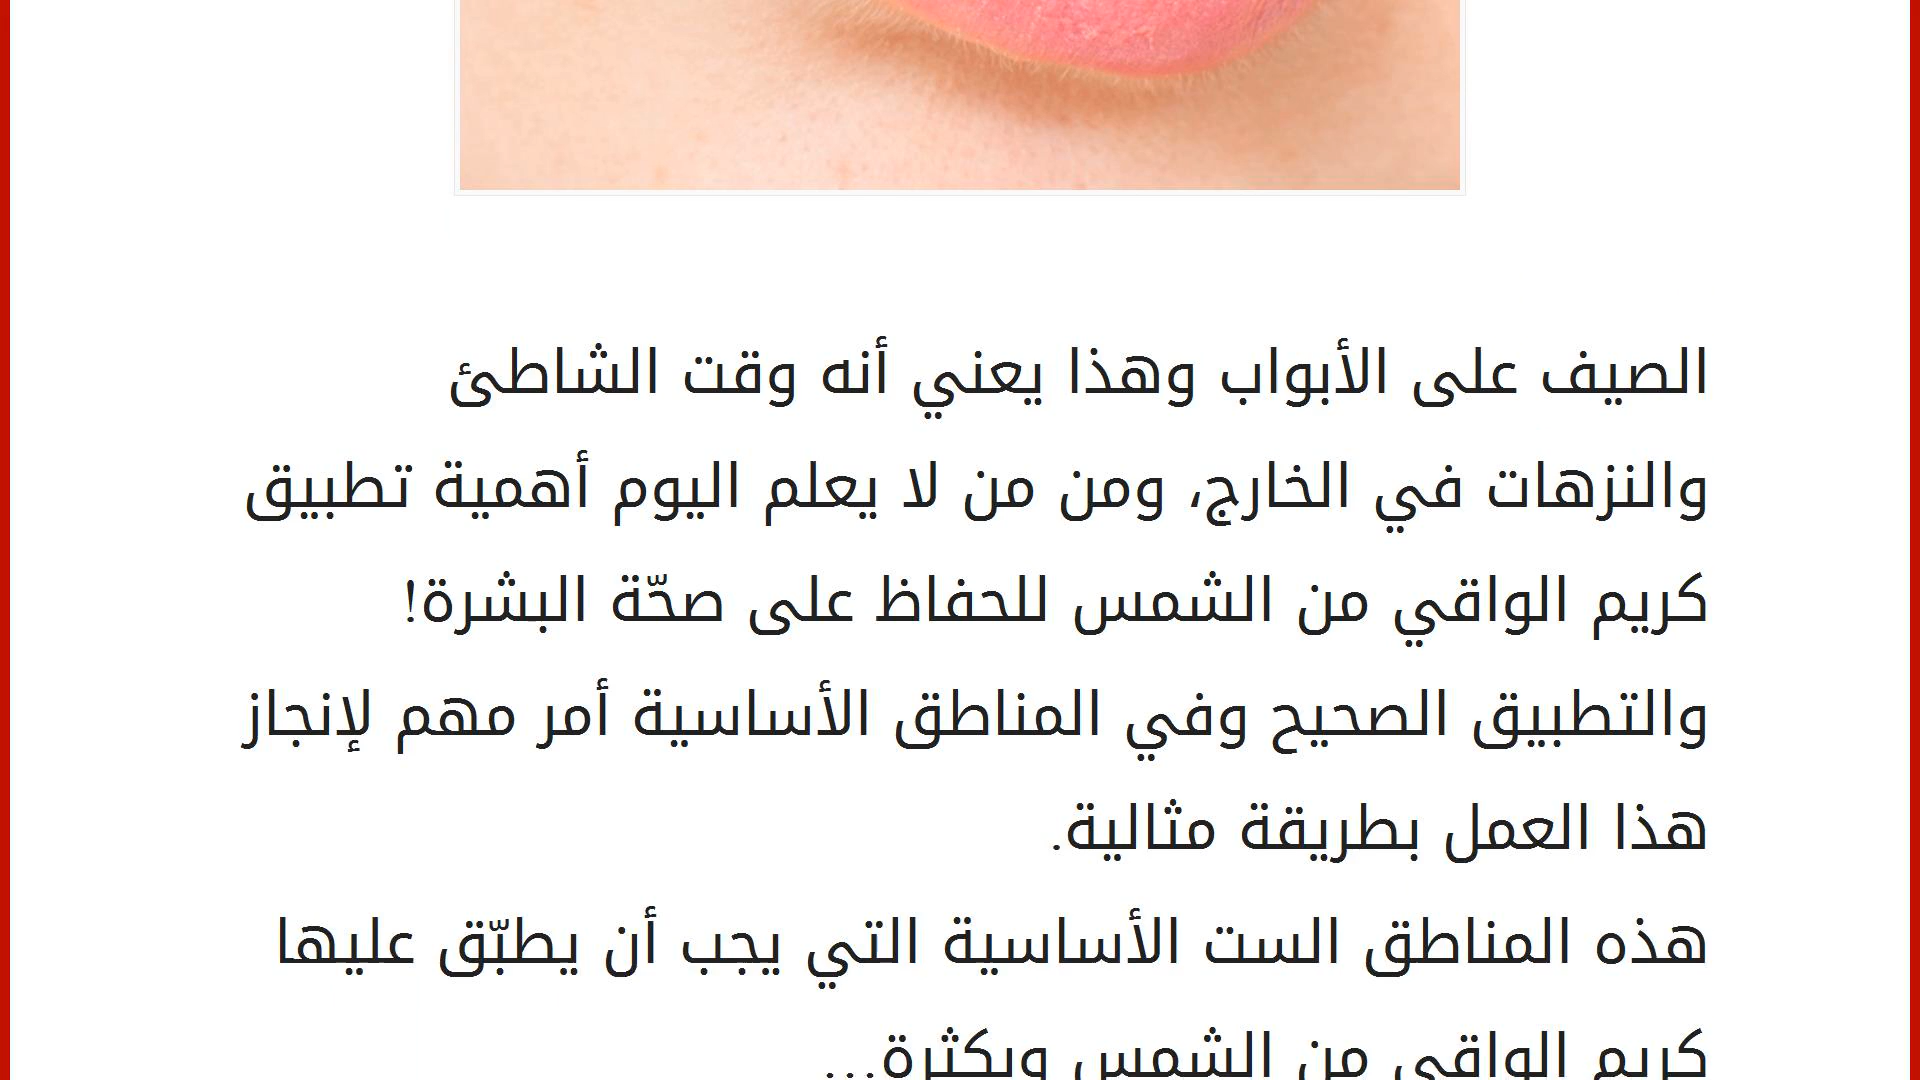 الصيف على الأبواب وهذا يعني أنه وقت الشاطئ
والنزهات في الخارج، ومن من لا يعلم اليوم أهمية تطبيق
كريم الواقي من الشمس للحفاظ على صحّة البشرة!
والتطبيق الصحيح وفي المناطق الأساسية أمر مهم لإنجاز
هذا العمل بطريقة مثالية.
هذه المناطق الست الأساسية التي يجب أن يطبّق عليها
كريم الواقي من الشمس وبكثرة...